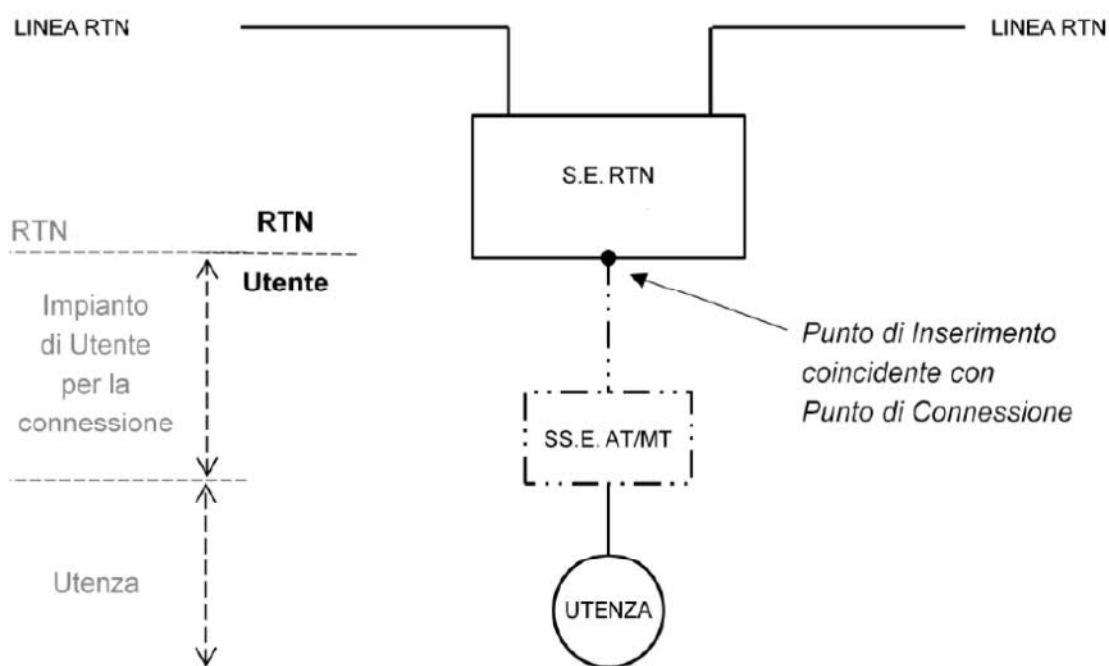 LINEA RTN
LINEA RTN
S.E. RTN
RTN
RTN
Utente
Impianto
di Utente
per la
connessione
Punto di Inserimento
coincidente con
Punto di Connessione
SS.E. AT/MT
Utenza
UTENZA